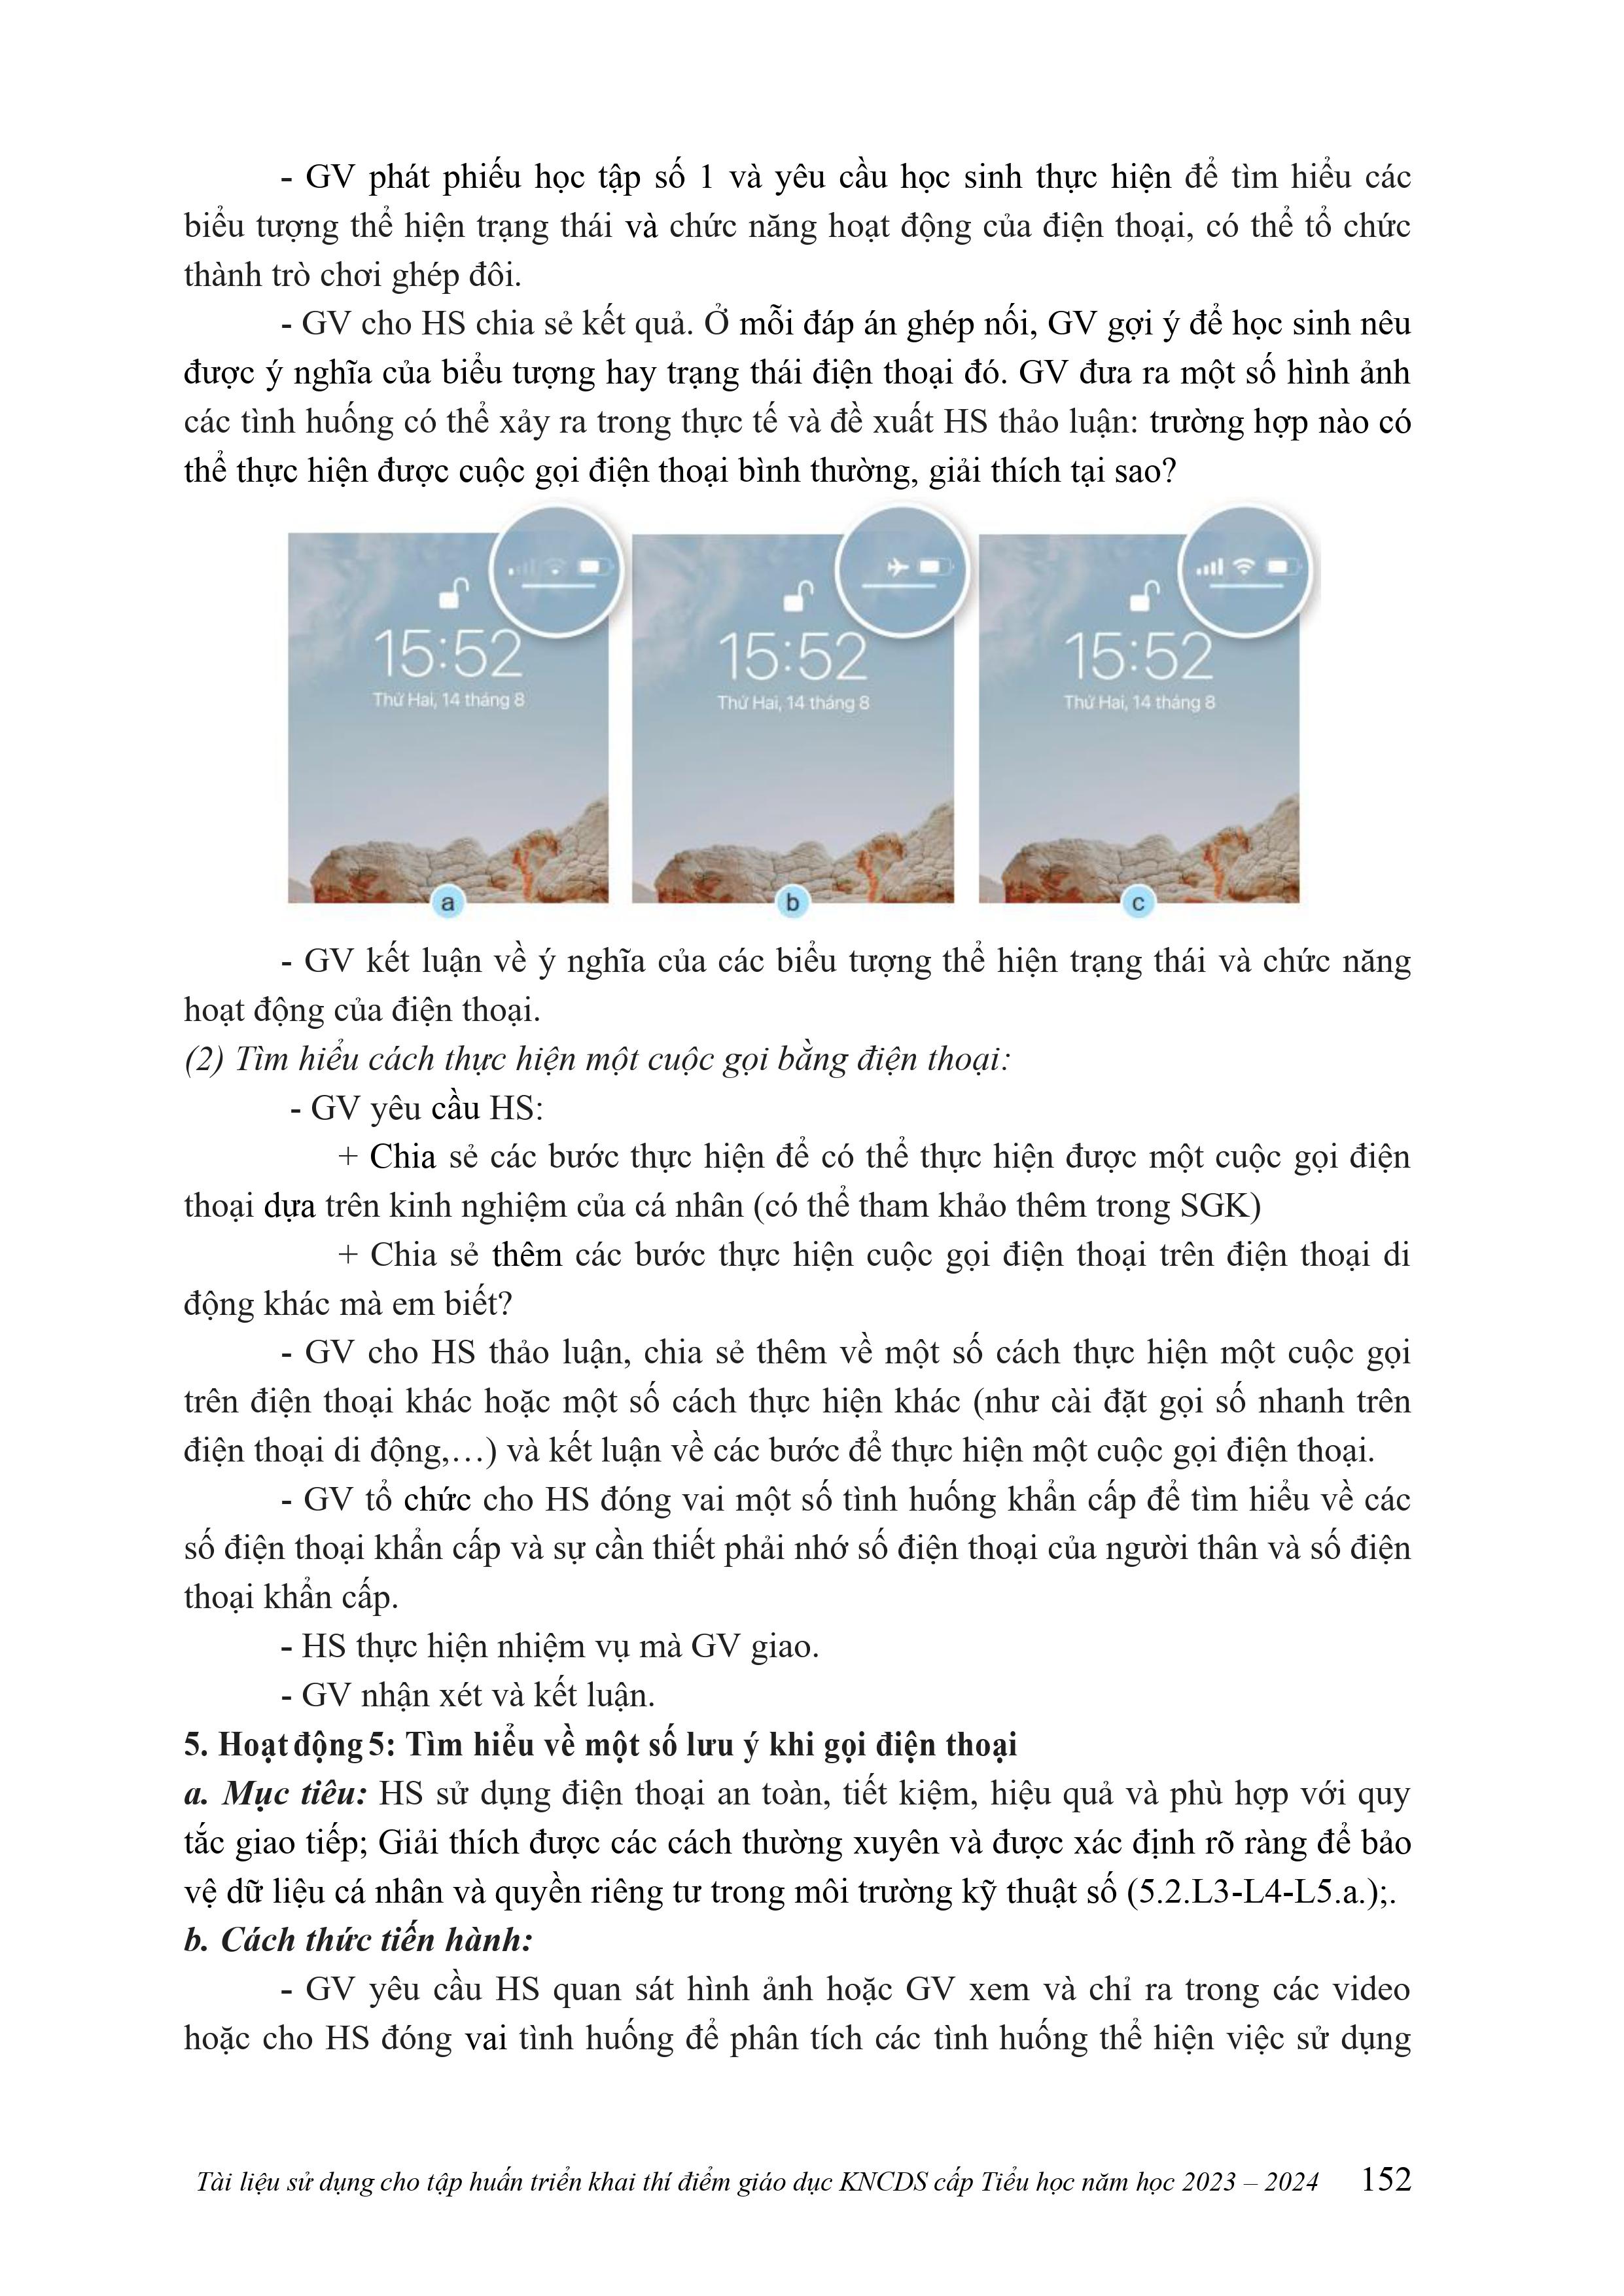 - GV phát phiếu học tập số 1 và yêu cầu học sinh thực hiện để tìm hiểu các
biểu tượng thể hiện trạng thái và chức năng hoạt động của điện thoại, có thể tổ chức
thành trò chơi ghép đôi.
- GV cho HS chia sẻ kết quả. Ở mỗi đáp án ghép nối, GV gợi ý để học sinh nêu
được ý nghĩa của biểu tượng hay trạng thái điện thoại đó. GV đưa ra một số hình ảnh
các tình huống có thể xảy ra trong thực tế và đề xuất HS thảo luận: trường hợp nào có
thể thực hiện được cuộc gọi điện thoại bình thường, giải thích tại sao?
15:52
Thứ Hai, 14 tháng 8
a
15:52
Thứ Hai, 14 tháng 8
b
15:52
Thứ Hai, 14 tháng 8
c
- GV kết luận về ý nghĩa của các biểu tượng thể hiện trạng thái và chức năng
hoạt động của điện thoại.
(2) Tìm hiểu cách thực hiện một cuộc gọi bằng điện thoại:
- GV yêu cầu HS:
+ Chia sẻ các bước thực hiện để có thể thực hiện được một cuộc gọi điện
thoại dựa trên kinh nghiệm của cá nhân (có thể tham khảo thêm trong SGK)
+ Chia sẻ thêm các bước thực hiện cuộc gọi điện thoại trên điện thoại di
động khác mà em biết?
- GV cho HS thảo luận, chia sẻ thêm về một số cách thực hiện một cuộc gọi
trên điện thoại khác hoặc một số cách thực hiện khác (như cài đặt gọi số nhanh trên
điện thoại di động,…) và kết luận về các bước để thực hiện một cuộc gọi điện thoại.
- GV tổ chức cho HS đóng vai một số tình huống khẩn cấp để tìm hiểu về các
số điện thoại khẩn cấp và sự cần thiết phải nhớ số điện thoại của người thân và số điện
thoại khẩn cấp.
- HS thực hiện nhiệm vụ mà GV giao.
- GV nhận xét và kết luận.
5. Hoạt động 5: Tìm hiểu về một số lưu ý khi gọi điện thoại
a. Mục tiêu: HS sử dụng điện thoại an toàn, tiết kiệm, hiệu quả và phù hợp với quy
tắc giao tiếp; Giải thích được các cách thường xuyên và được xác định rõ ràng để bảo
vệ dữ liệu cá nhân và quyền riêng tư trong môi trường kỹ thuật số (5.2.L3-L4-L5.a.);.
b. Cách thức tiến hành:
- GV yêu cầu HS quan sát hình ảnh hoặc GV xem và chỉ ra trong các video
hoặc cho HS đóng vai tình huống để phân tích các tình huống thể hiện việc sử dụng
Tài liệu sử dụng cho tập huấn triển khai thí điểm giáo dục KNCDS cấp Tiểu học năm học 2023 – 2024 152